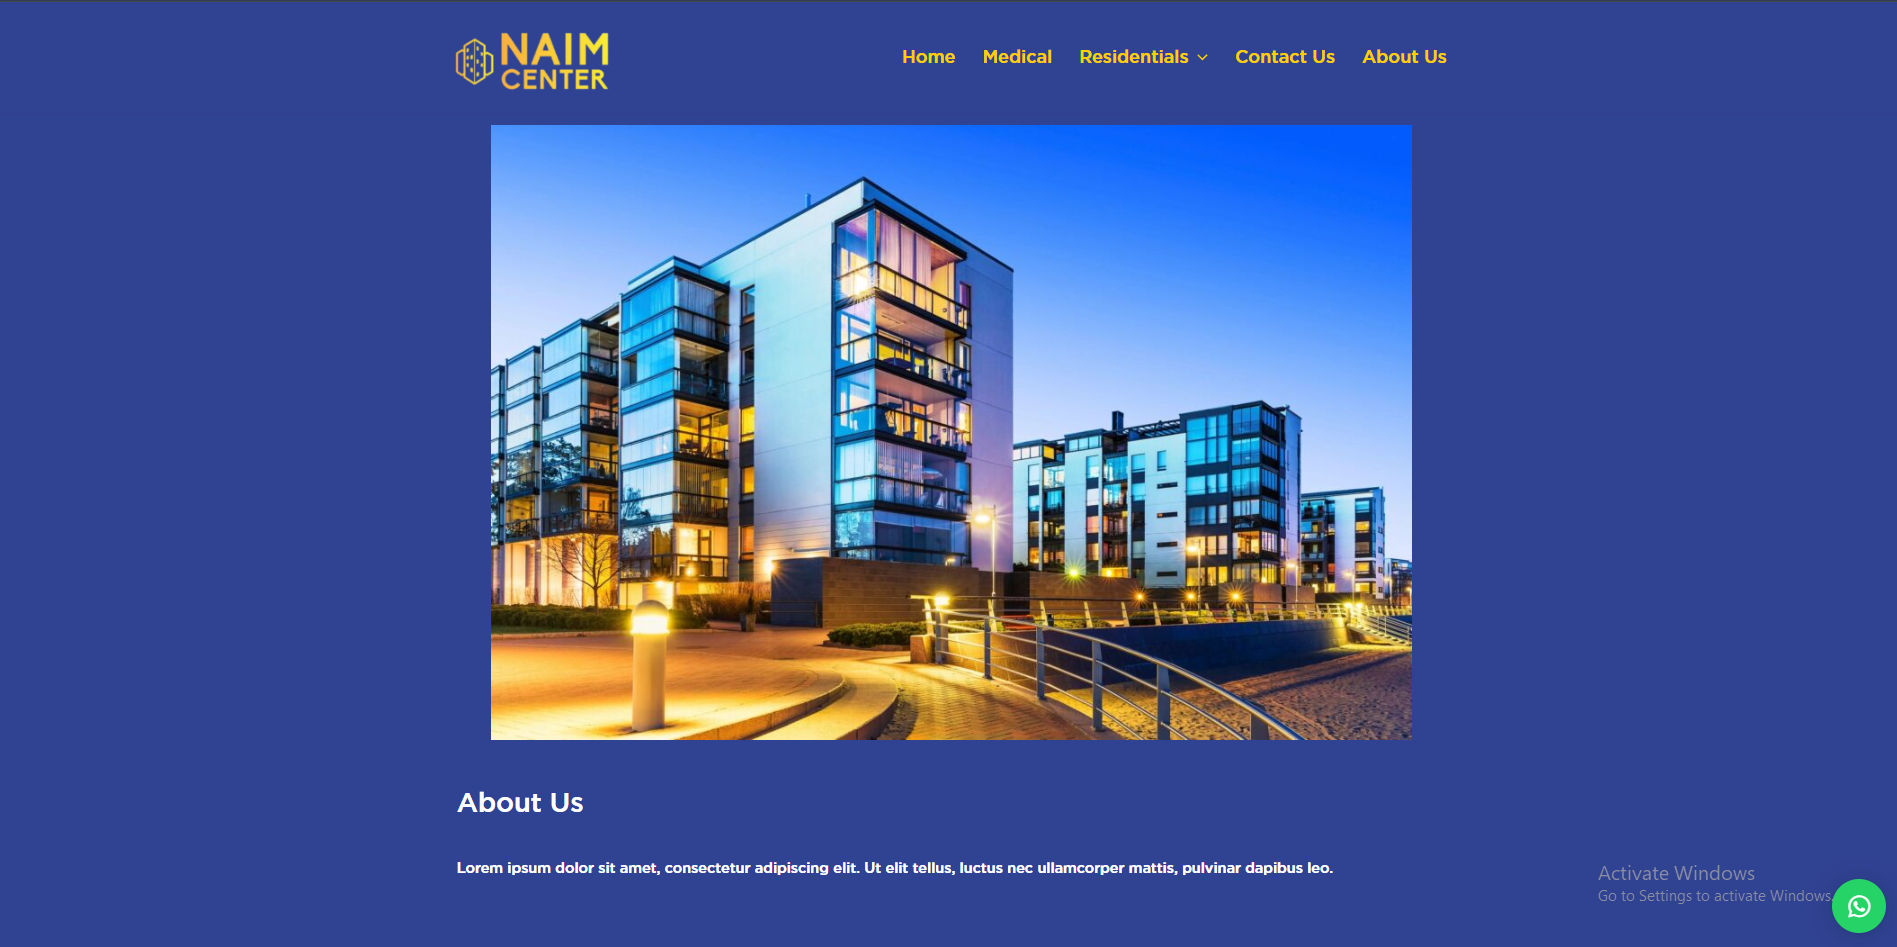 NAIM
CENTER
Home Medical Residentials Contact Us About Us
About Us
Lorem ipsum dolor sit amet, consectetur adipiscing elit. Ut elit tellus, luctus nec ullamcorper mattis, pulvinar dapibus leo.
Activate Windows
Go to Settings to activate Windows.